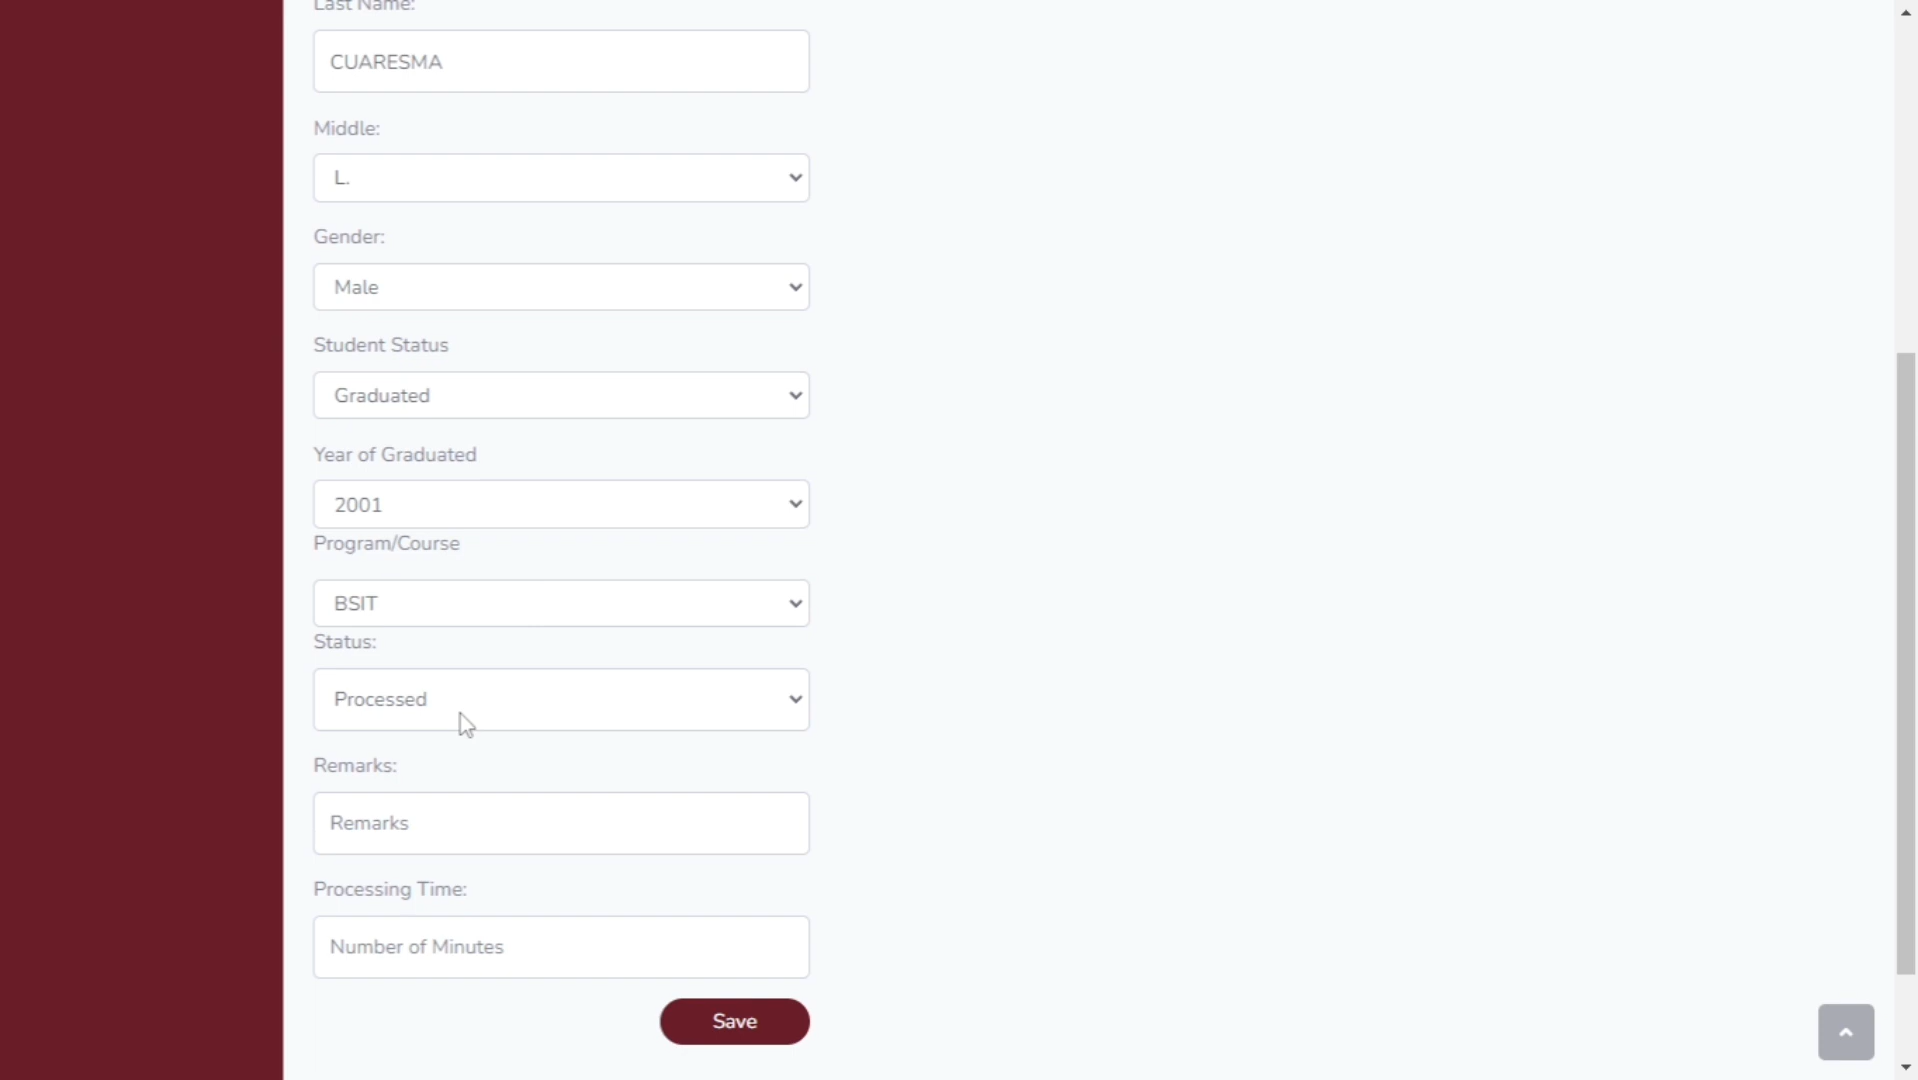 Last Name:
CUARESMA
Middle:
L.
Gender:
Male
Student Status
Graduated
Year of Graduated
2001
Program/Course
BSIT
Status:
Processed
Remarks:
Remarks
Processing Time:
Number of Minutes
Save